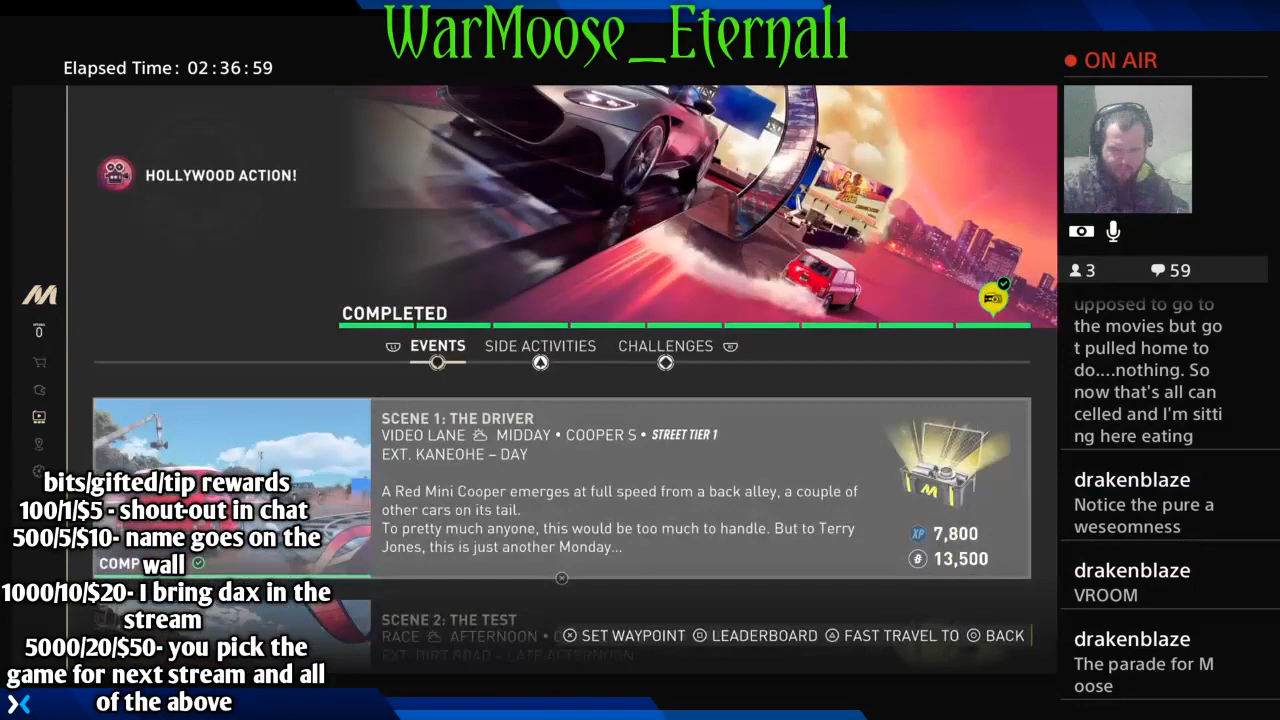 WarMoose_Eternal1
Elapsed Time: 02:36:59
ON AIR
HOLLYWOOD ACTION!
COMPLETED
EVENTS
SIDE ACTIVITIES
CHALLENGES
0
SCENE 1: THE DRIVER
VIDEO LANE MIDDAY • COOPER S • STREET TIER 1
EXT. KANEOHE – DAY
A Red Mini Cooper emerges at full speed from a back alley, a couple of
other cars on its tail.
To pretty much anyone, this would be too much to handle. But to Terry
Jones, this is just another Monday...
XP 7,800
13,500
COMP
SCENE 2: THE TEST
RACE AFTERNOON • C
EXT. DIRT ROAD – LATE AFTERNOON
SET WAYPOINT
LEADERBOARD
FAST TRAVEL TO
BACK
bits/gifted/tip rewards
100/1/$5 - shout-out in chat
500/5/$10- name goes on the
wall
1000/10/$20- I bring dax in the
stream
5000/20/$50- you pick the
game for next stream and all
of the above
3
59
upposed to go to
the movies but go
t pulled home to
do....nothing. So
now that's all can
celled and I'm sitti
ng here eating
drakenblaze
Notice the pure a
weseomness
drakenblaze
VROOM
drakenblaze
The parade for M
oose